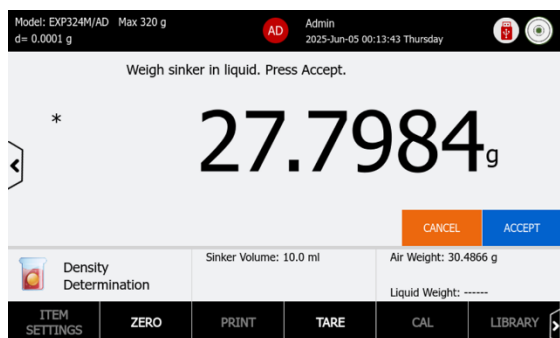 Model: EXP324M/AD Max 320 g
d= 0.0001 g
AD
Admin
2025-Jun-05 00:13:43 Thursday
Weigh sinker in liquid. Press Accept.
*
27.7984 g
CANCEL
ACCEPT
Density
Determination
Sinker Volume: 10.0 ml
Air Weight: 30.4866 g
Liquid Weight: ------
ITEM
SETTINGS
ZERO
PRINT
TARE
CAL
LIBRARY